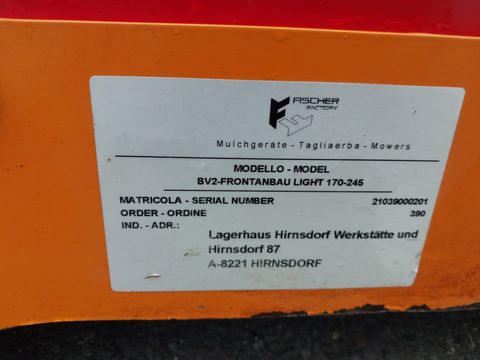 FISCHER
FACTORY
Mulchgeräte - Tagliaerba - Mowers
MODELLO - MODEL
BV2-FRONTANBAU LIGHT 170-245
MATRICOLA - SERIAL NUMBER 21039000201
ORDER - ORDINE 390
IND. - ADR.:
Lagerhaus Hirnsdorf Werkstätte und
Hirnsdorf 87
A-8221 HIRNSDORF